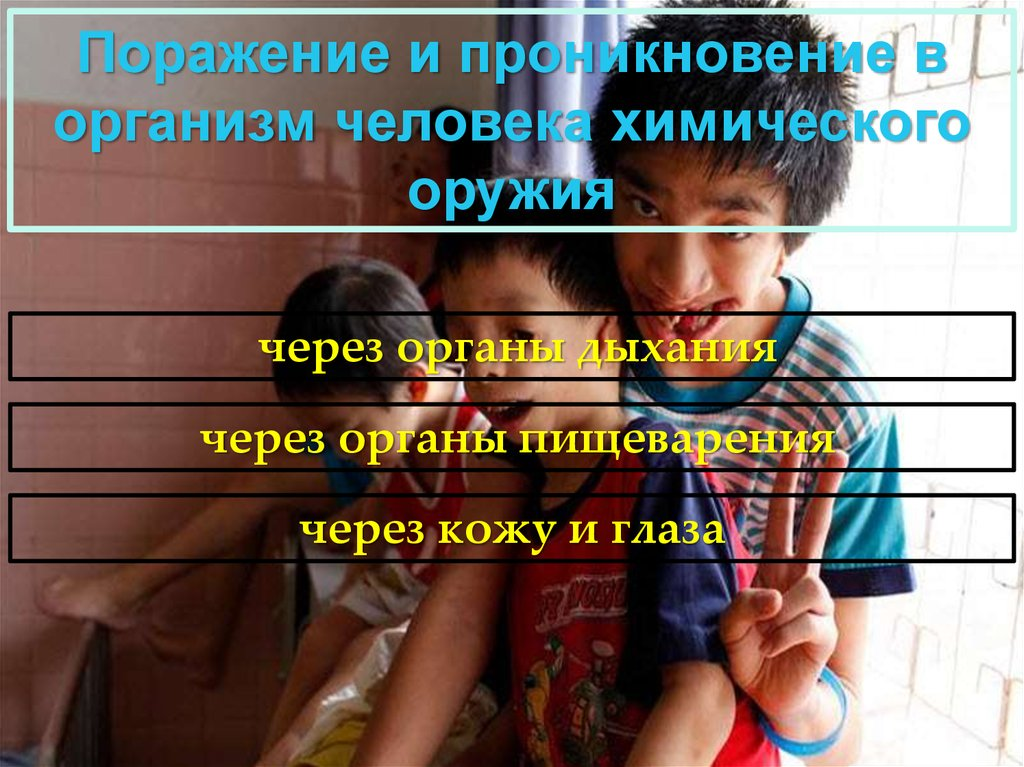 Поражение и проникновение в
организм человека химического
оружия
через органы дыхания
через органы пищеварения
через кожу и глаза